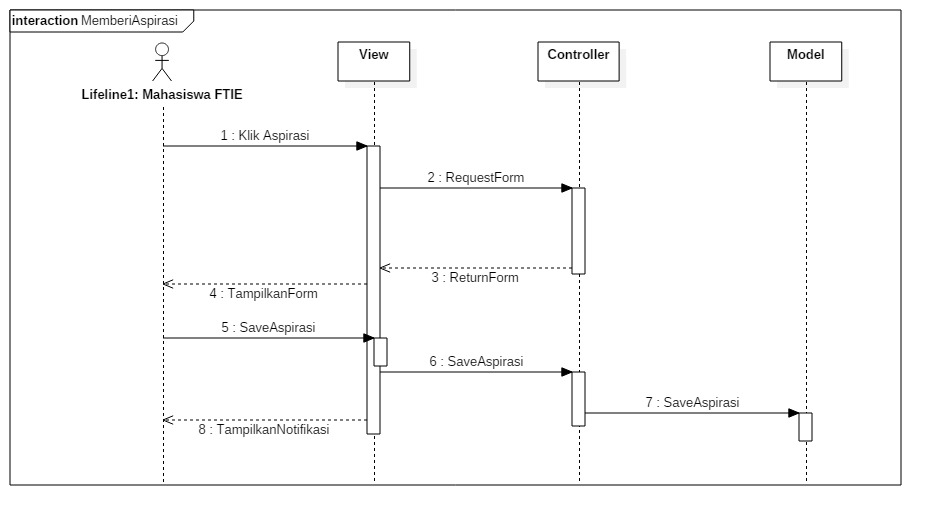 interaction MemberiAspirasi
View
Controller
Model
Lifeline1: Mahasiswa FTIE
1 : Klik Aspirasi
2 : RequestForm
3 : ReturnForm
4 : TampilkanForm
5 : SaveAspirasi
6 : SaveAspirasi
7 : SaveAspirasi
8 : TampilkanNotifikasi